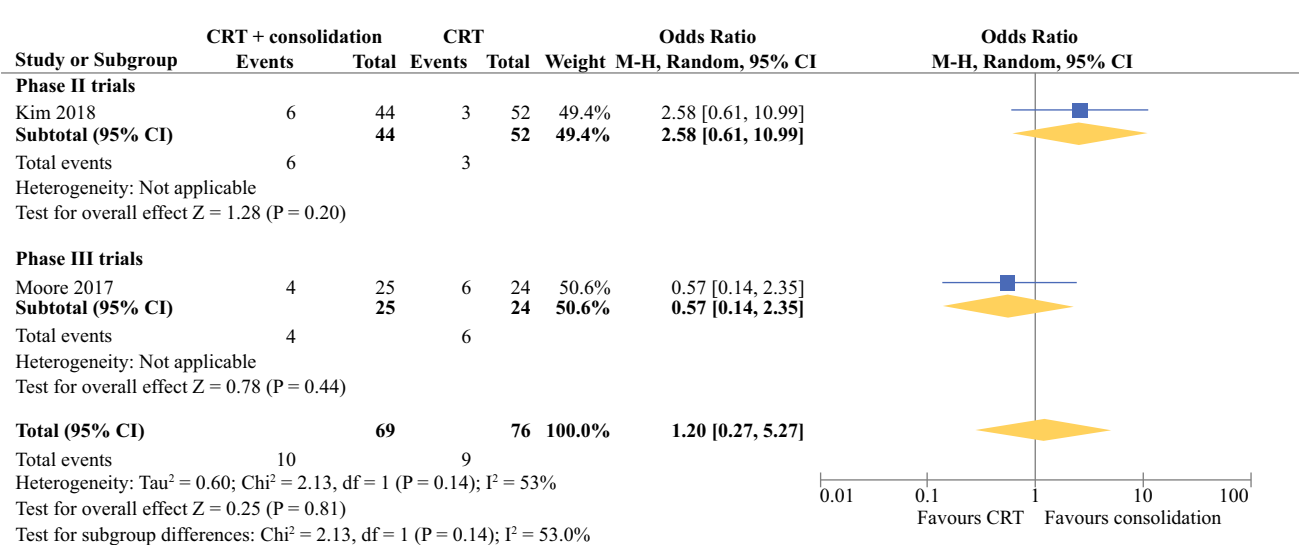 CRT + consolidation CRT Odds Ratio Odds Ratio
Study or Subgroup Events Total Events Total Weight M-H, Random, 95% CI M-H, Random, 95% CI
Phase II trials
Kim 2018 6 44 3 52 49.4% 2.58 [0.61, 10.99]
Subtotal (95% CI) 44 52 49.4% 2.58 [0.61, 10.99]
Total events 6 3
Heterogeneity: Not applicable
Test for overall effect Z = 1.28 (P = 0.20)
Phase III trials
Moore 2017 4 25 6 24 50.6% 0.57 [0.14, 2.35]
Subtotal (95% CI) 25 24 50.6% 0.57 [0.14, 2.35]
Total events 4 6
Heterogeneity: Not applicable
Test for overall effect Z = 0.78 (P = 0.44)
Total (95% CI) 69 76 100.0% 1.20 [0.27, 5.27]
Total events 10 9
Heterogeneity: Tau² = 0.60; Chi² = 2.13, df = 1 (P = 0.14); I² = 53%
Test for overall effect Z = 0.25 (P = 0.81)
Test for subgroup differences: Chi² = 2.13, df = 1 (P = 0.14); I² = 53.0%
0.01 0.1 1 10 100
Favours CRT Favours consolidation